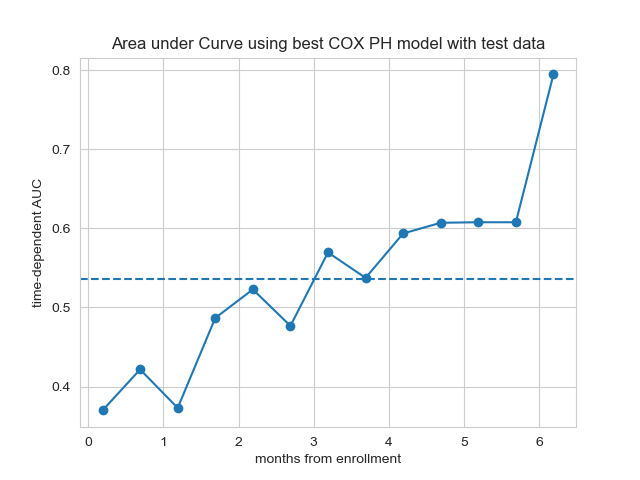 Area under Curve using best COX PH model with test data
0.8
0.7
0.6
0.5
0.4
time-dependent AUC
0 1 2 3 4 5 6
months from enrollment